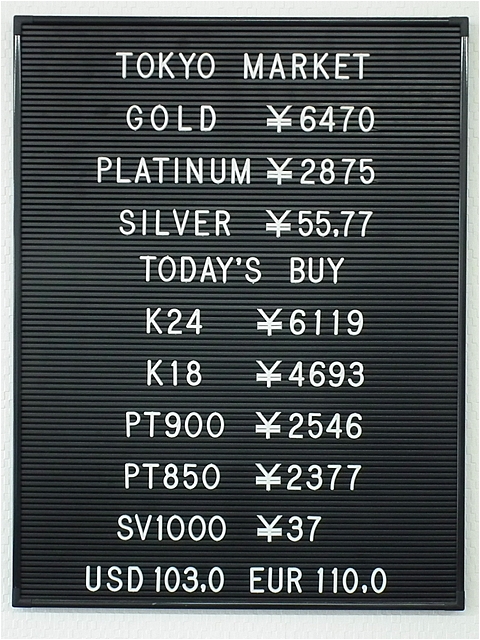 TOKYO MARKET
GOLD ¥6470
PLATINUM ¥2875
SILVER ¥55.77
TODAY'S BUY
K24 ¥6119
K18 ¥4693
PT900 ¥2546
PT850 ¥2377
SV1000 ¥37
USD 103.0 EUR 110.0